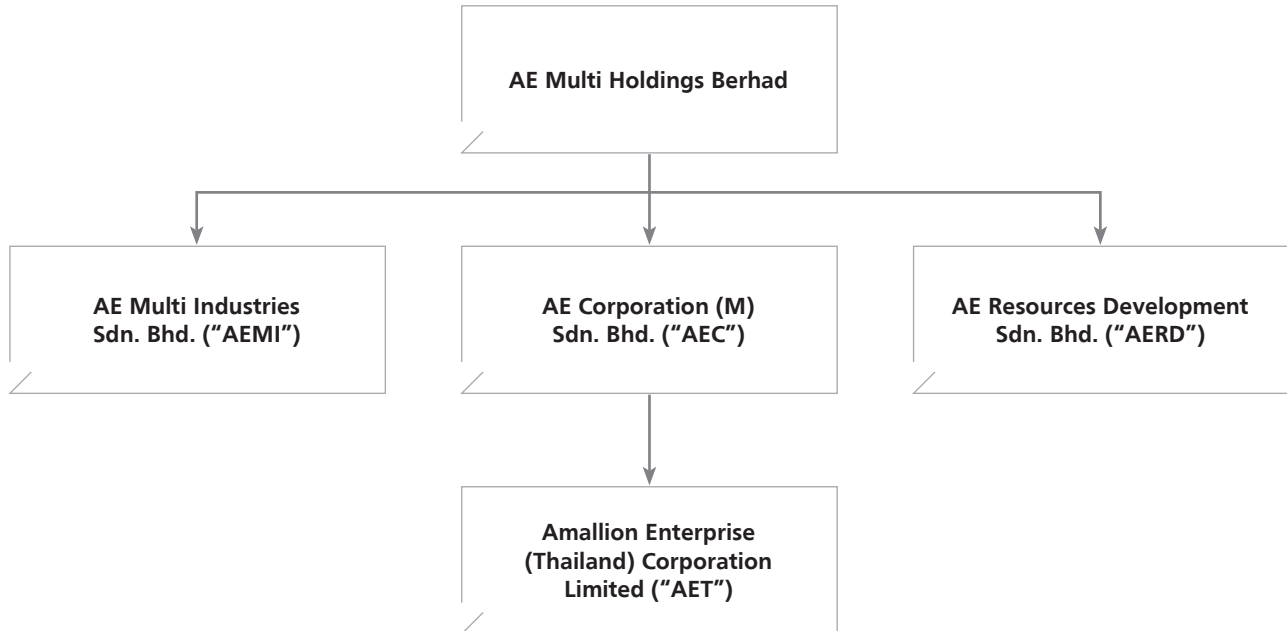 AE Multi Holdings Berhad
AE Multi Industries
Sdn. Bhd. (“AEMI”)
AE Corporation (M)
Sdn. Bhd. (“AEC”)
AE Resources Development
Sdn. Bhd. (“AERD”)
Amallion Enterprise
(Thailand) Corporation
Limited (“AET”)